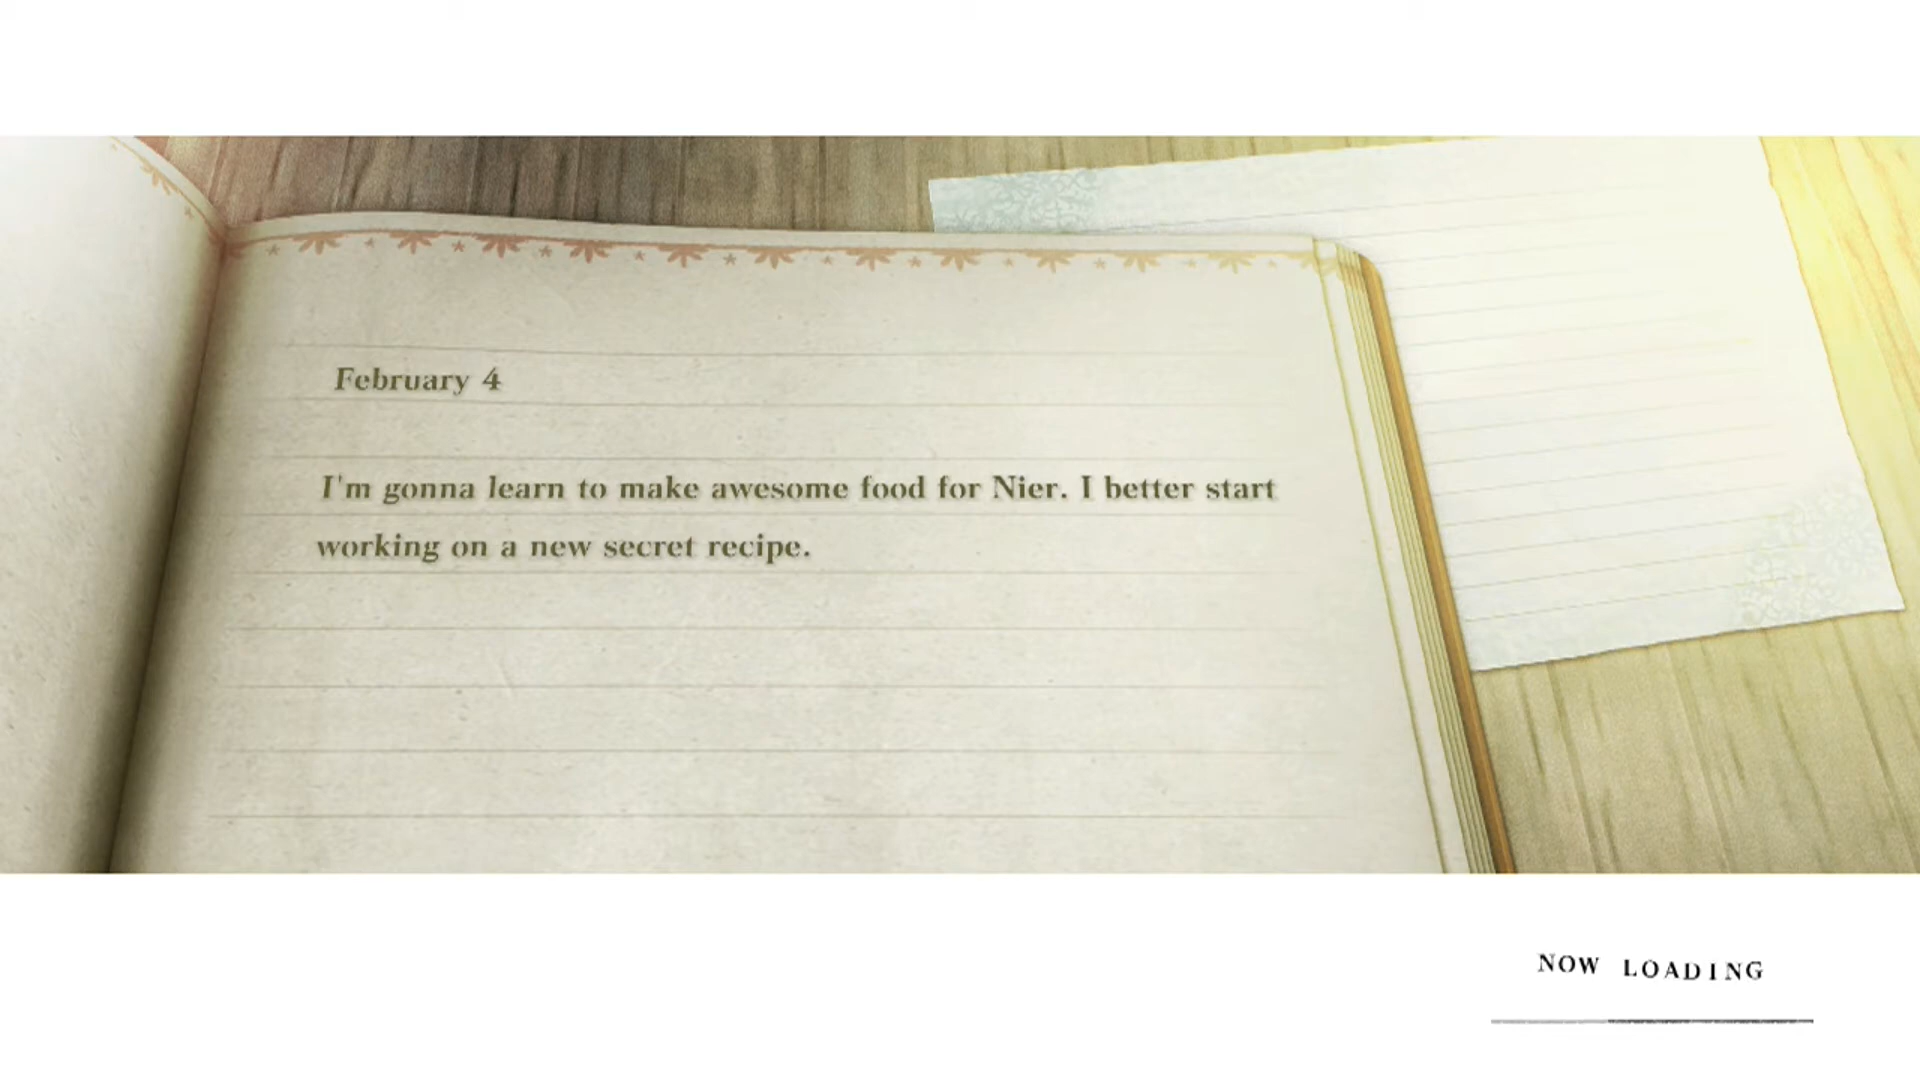 February 4
I'm gonna learn to make awesome food for Nier. I better start
working on a new secret recipe.
NOW LOADING